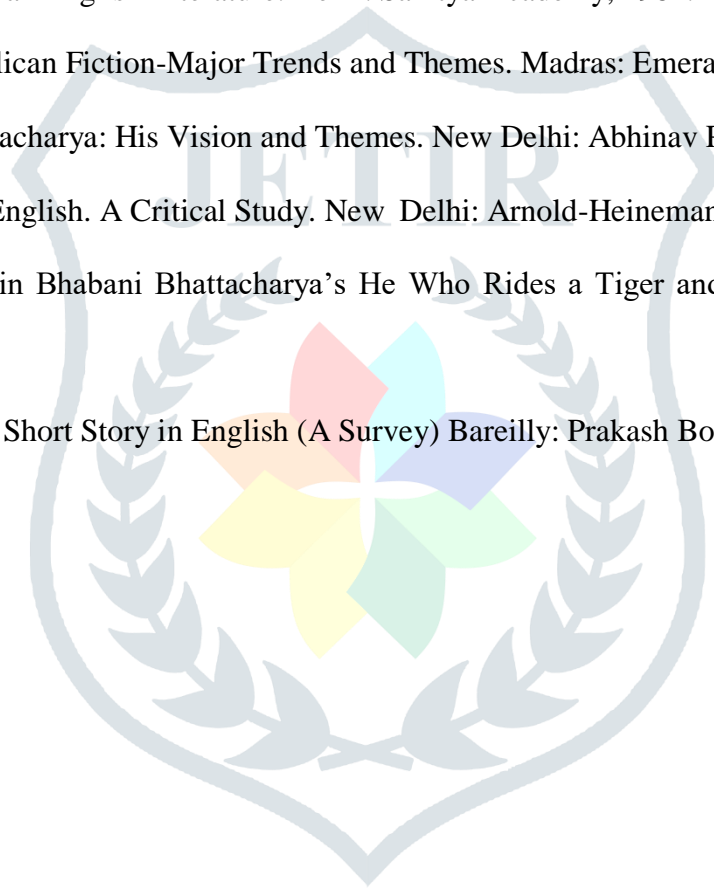 lican Fiction-Major Trends and Themes. Madras: Emera
acharya: His Vision and Themes. New Delhi: Abhinav
JETIR
English. A Critical Study. New Delhi: Arnold-Heineman
in Bhabani Bhattacharya’s He Who Rides a Tiger and
Short Story in English (A Survey) Bareilly: Prakash Bo